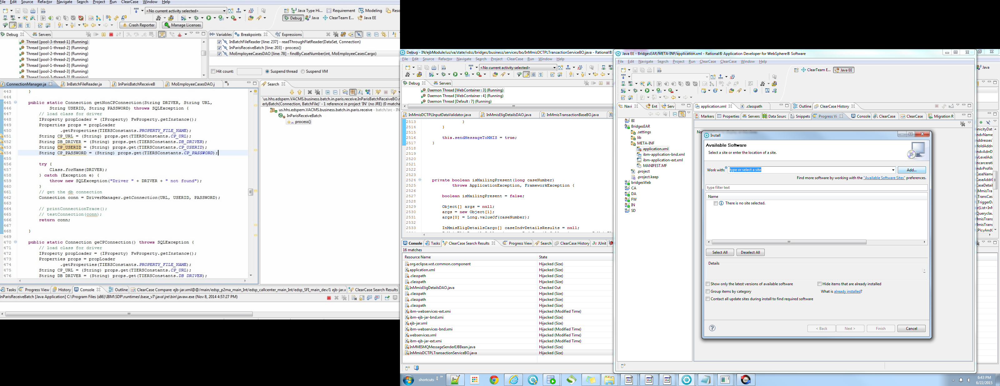 File Edit Source Refactor Navigate Search Project Run ClearCase Window Help
<No current activity selected>
Java Type Hi... Requirement Modeling Reso
Debug Java ClearTeam E... Java EE
Crash Reporter Manage Licenses
Debug Servers
Thread [pool-3-thread-1] (Running)
Thread [pool-1-thread-2] (Running)
Thread [pool-2-thread-2] (Running)
Thread [pool-3-thread-2] (Running)
Thread [pool-1-thread-3] (Running)
Thread [pool-2-thread-3] (Running)
Thread [pool-3-thread-3] (Running)
(x)= Variables Breakpoints Expressions
InBatchFileReader [line: 237] - readThroughFlatReader(DataSet, Connection)
InParisReceiveBatch [line: 203] - process()
MoEmployeeCasesDAO [line: 78] - findByCaseNumber(int, MoEmployeeCasesCargo)
Hit count: Suspend thread Suspend VM
ConnectionManager.ja InBatchFileReader.ja InParisBatchReceiveB MoEmployeeCasesDAO.j »9
443 }
444
445 public static Connection getNonCPConnection(String DRIVER, String URL,
446 String USERID, String PASSWORD) throws SQLException {
447 // load class for driver
448 IProperty propLoader = (IProperty) FwProperty.getInstance();
449 Properties props = propLoader
450 .getProperties(TIERSConstants.PROPERTY_FILE_NAME);
451 String CP_URL = (String) props.get(TIERSConstants.CP_URL);
452 String DB_DRIVER = (String) props.get(TIERSConstants.DB_DRIVER);
453 String CP_USERID = (String) props.get(TIERSConstants.CP_USERID);
454 String CP_PASSWORD = (String) props.get(TIERSConstants.CP_PASSWORD);
455
456 try {
457 Class.forName(DRIVER);
458 } catch (Exception e) {
459 throw new SQLException("Driver " + DRIVER + " not found");
460 }
461 // get the db connection
462 Connection conn = DriverManager.getConnection(URL, USERID, PASSWORD);
463
464 // printConnectionTrace();
465 // testConnection(conn);
466 return conn;
467
468 }
469
470 public static Connection geCPConnection() throws SQLException {
471 // load class for driver
472 IProperty propLoader = (IProperty) FwProperty.getInstance();
473 Properties props = propLoader
474 .getProperties(TIERSConstants.PROPERTY_FILE_NAME);
475 String CP_URL = (String) props.get(TIERSConstants.CP_URL);
476 String DB_DRIVER = (String) props.get(TIERSConstants.DB_DRIVER);
Search
'us.hhs.edspem.VACMS.business.batch.in.paris.receive.InParisBatchReceiveBO.r
erlyBatch(Connection, BatchFile)' - 1 reference in project 'IN' (no JRE) (0 matche
us.hhs.edspem.VACMS.business.batch.in.paris.receive - batch/src - IN
InParisReceiveBatch
process()
Tasks Progress View History Console Outline ClearCase Compare: ejb-jar.xml@@/main/edsp_p2ma_main_Int/edsp_callcenter_main_Int/edsp_SFI_main_dev/1 ejb-jar.x ClearCase Search Results
InParisReceiveBatch [Java Application] C:\Program Files (x86)\IBM\SDP\runtimes\base_v7\java\jre\bin\javaw.exe (Nov 8, 2014 4:57:27 PM)
Debug - IN/ejbModule/us/va/state/vdss/bridges/business/services/bo/InMmisDCTPLTransactionServiceBO.java - Rational®
File Edit Source Refactor Navigate Search Project ClearCase Run Window Help
<No current activity selected>
Debug Servers
Daemon Thread [WebContainer : 3] (Running)
Daemon Thread [WebContainer : 4] (Running)
Daemon Thread [Default : 7] (Running)
InMmisDCTPLInputDataValidator.java InMmisEligDetailsDAO.java InMmisTransactionBaseBO.java
2513 }
2514 }
2515
2516 this.sendMessageToMMIS = true;
2517 }
2518
2519
2520
2521
2522
2523
2524 private boolean isMailingPresent(long caseNumber)
2525 throws ApplicationException, FrameworkException {
2526
2527 boolean isMailingPresent = false;
2528
2529 Object[] args = null;
2530 args = new Object[1];
2531 args[0] = Long.valueOf(caseNumber);
2532
2533 InMmisEligDetailsCargo[] caseIndvDetailsResults = null;
Console Tasks ClearCase Search Results Progress View Search ClearCase History JUnit
16 matches
Resource Name State
org.eclipse.wst.common.component Hijacked (Size)
application.xml Hijacked (Size)
.classpath Hijacked (Size)
.classpath Hijacked (Size)
InMmisEligDetailsDAO.java Checked Out
.classpath Hijacked (Size)
.classpath Hijacked (Size)
.classpath Hijacked (Size)
ibm-webservices-ext.xmi Hijacked (Modified Time)
ibm-ejb-jar-bnd.xmi Hijacked (Modified Time)
ejb-jar.xml Hijacked (Size)
ibm-webservices-bnd.xmi Hijacked (Modified Time)
webservices.xml Hijacked (Size)
ibm-ejb-jar-ext.xmi Hijacked (Modified Time)
InMMISMQMessageSenderEJBBean.java Hijacked (Size)
InMmisDCTPLTransactionServiceBO.java Hijacked (Size)
Java EE - BridgesEAR/META-INF/application.xml - Rational® Application Developer for WebSphere® Software
File Edit Navigate Search Project Run ClearCase ClearCase Window Help
ClearTeam E... Java EE
Navi Ent Serv
BI
BridgesEAR
.settings
lib
META-INF
application.xml
ibm-application-bnd.xml
ibm-application-ext.xml
MANIFEST.MF
.project
.project.keep
bridgesWeb
CA
DA
FW
IN
SD
application.xml .classpath
Outline ClearCase History
Markers Properties Servers Data Sourc Snippets Progress Vi Console ClearCase ClearCase Migration R
Install
Available Software
Select a site or enter the location of a site.
Work with: type or select a site Add...
Find more software by working with the "Available Software Sites" preferences.
type filter text
Name
There is no site selected.
Select All Deselect All
Details
Show only the latest versions of available software Hide items that are already installed
Group items by category What is already installed?
Contact all update sites during install to find required software
< Back Next > Finish Cancel
Java
shortcuts
6:43 PM
6/22/2015